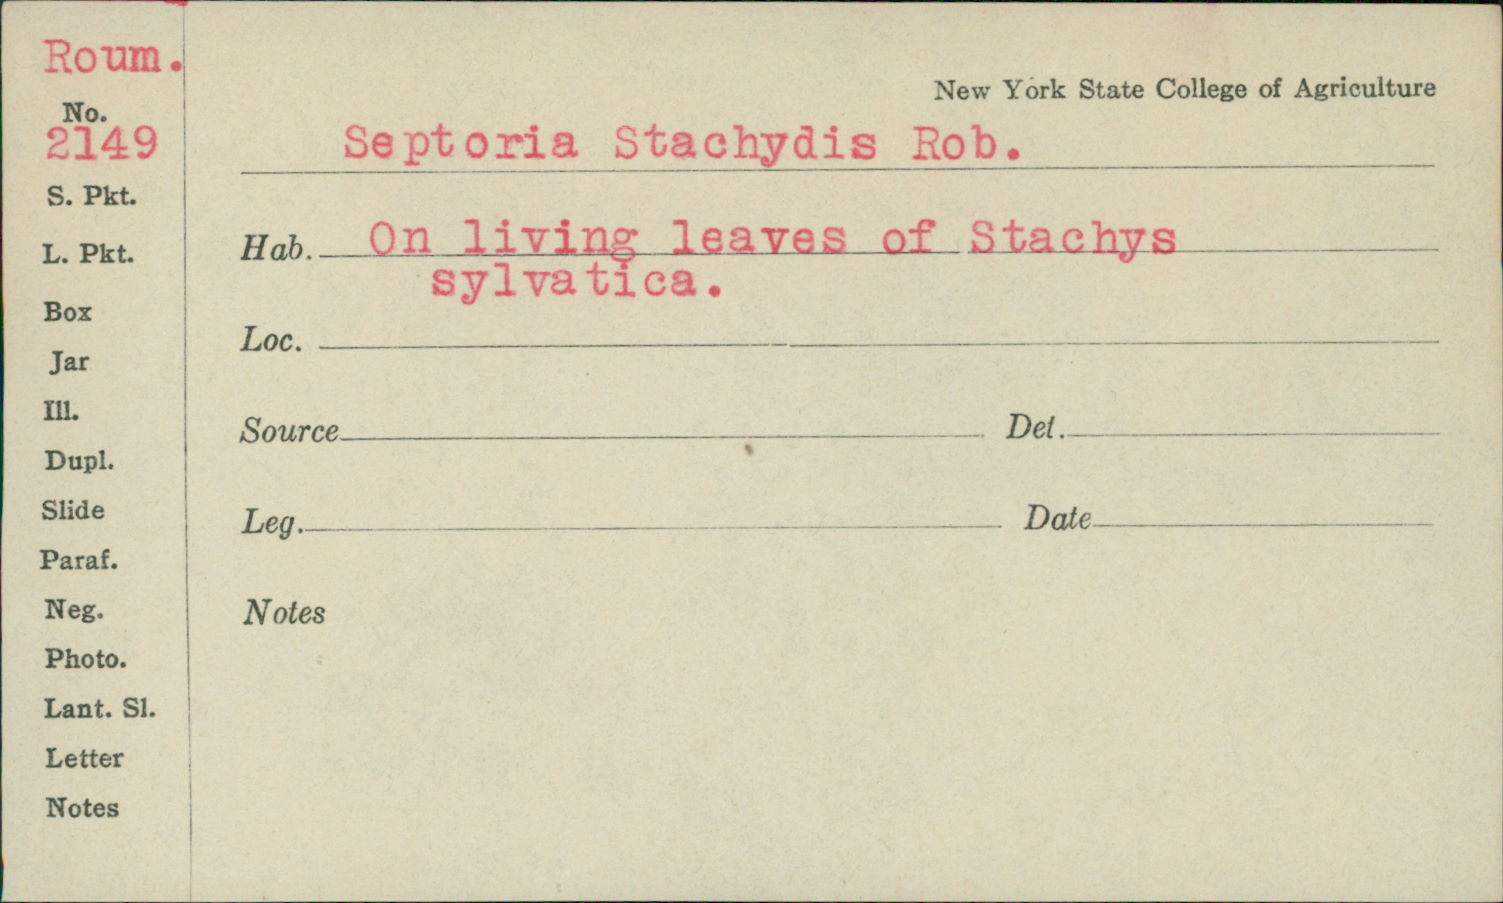 Roum.
No.
2149
S. Pkt.
L. Pkt.
Box
Jar
Ill.
Dupl.
Slide
Paraf.
Neg.
Photo.
Lant. Sl.
Letter
Notes
New York State College of Agriculture
Septoria Stachydis Rob.
Hab. On living leaves of Stachys
sylvatica.
Loc.
Source Det.
Leg. Date
Notes